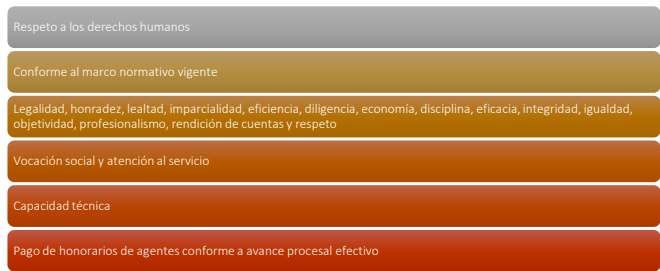 Respeto a los derechos humanos
Conforme al marco normativo vigente
Legalidad, honradez, lealtad, imparcialidad, eficiencia, diligencia, economía, disciplina, eficacia, integridad, igualdad,
objetividad, profesionalismo, rendición de cuentas y respeto
Vocación social y atención al servicio
Capacidad técnica
Pago de honorarios de agentes conforme a avance procesal efectivo